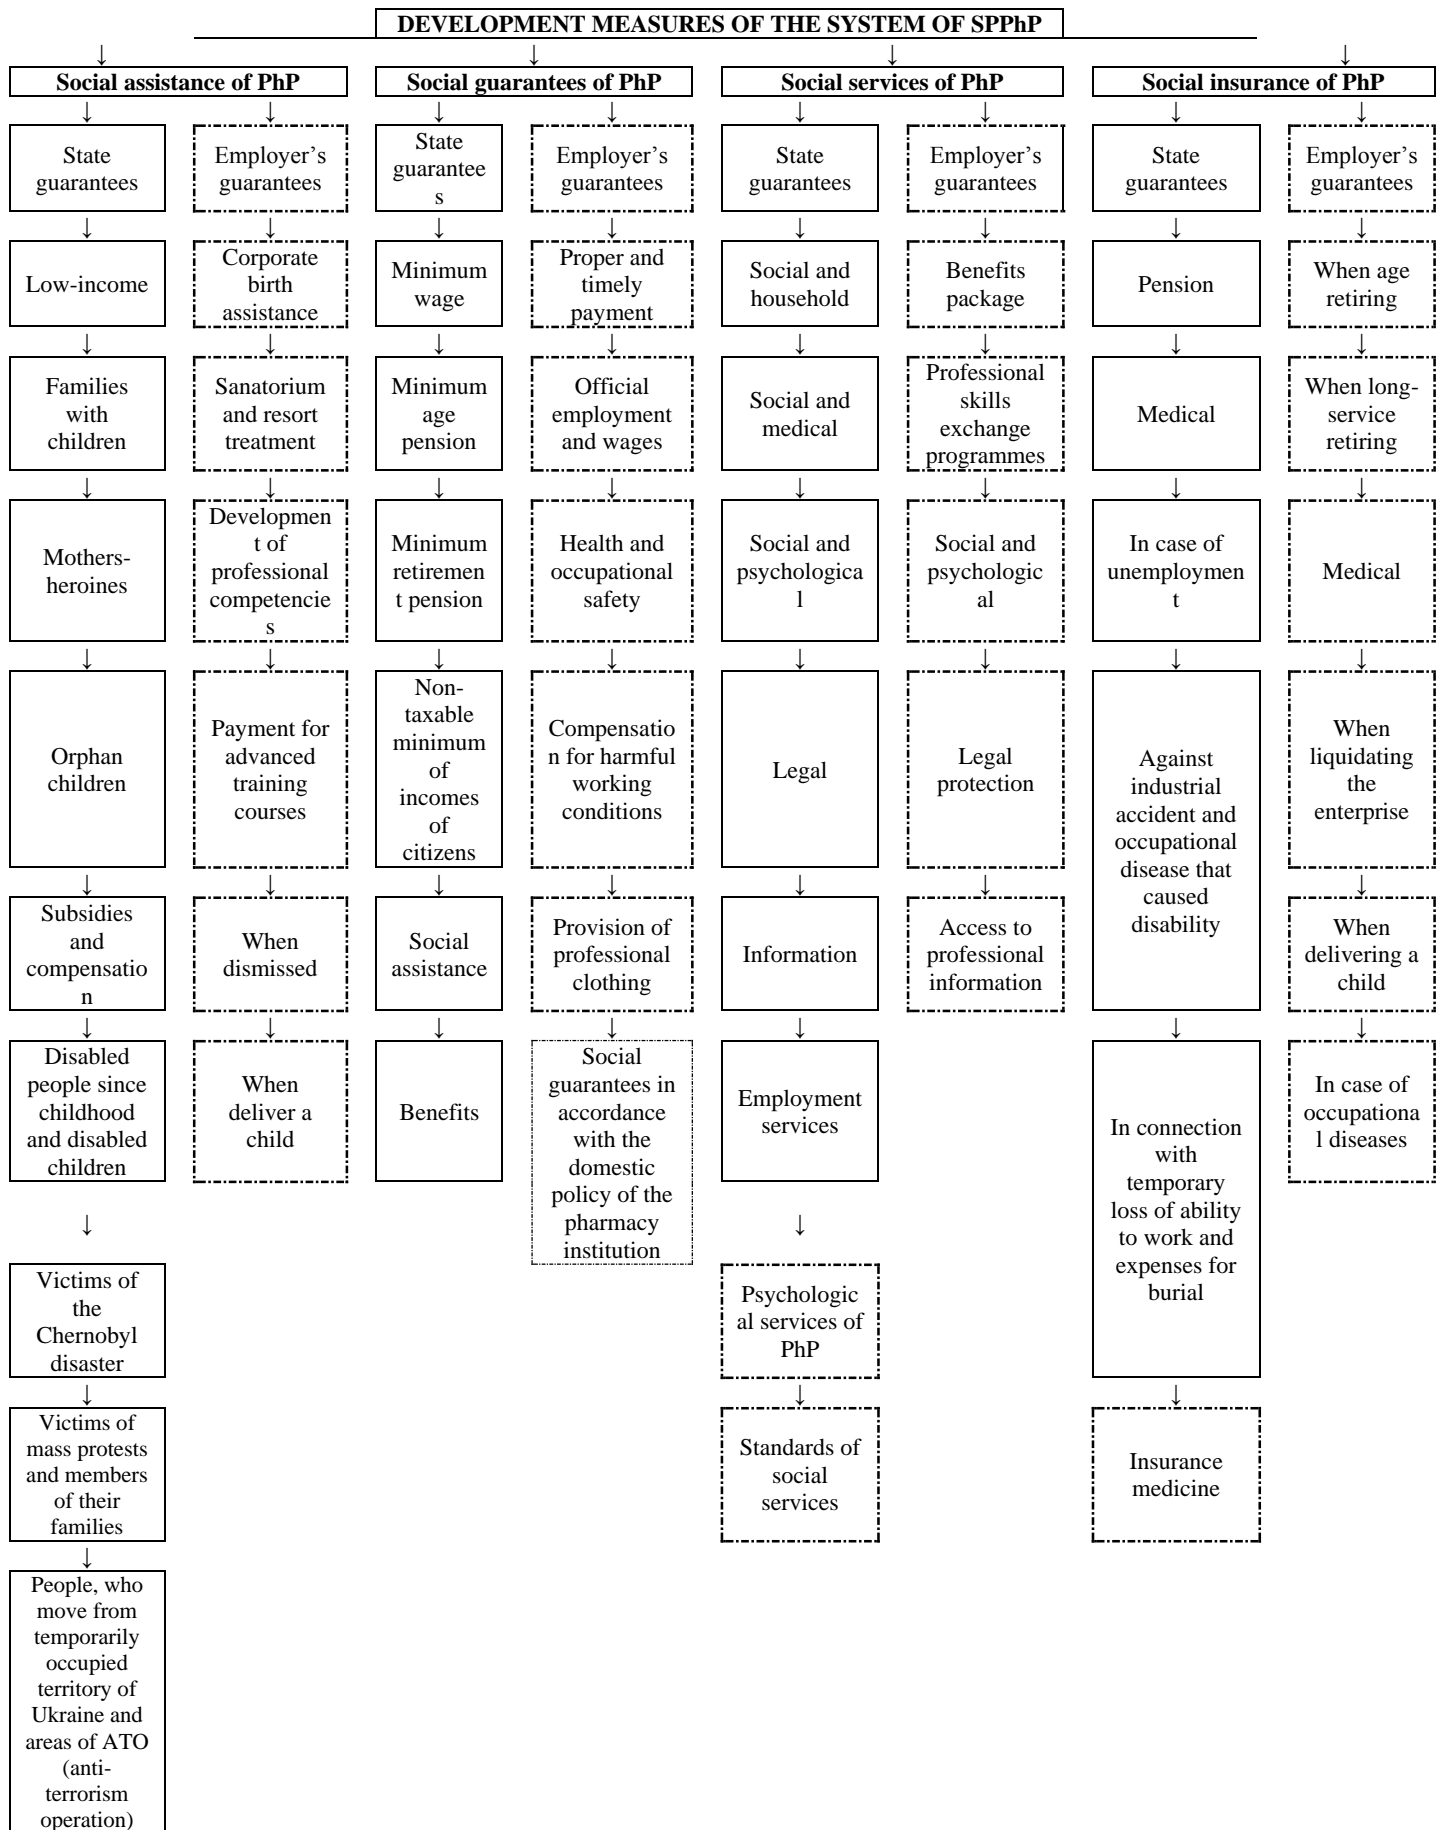 DEVELOPMENT MEASURES OF THE SYSTEM OF SPPhP
Social assistance of PhP
Social guarantees of PhP
Social services of PhP
Social insurance of PhP
State
guarantees
Employer’s
guarantees
State
guarantee
s
Employer’s
guarantees
State
guarantees
Employer’s
guarantees
State
guarantees
Employer’s
guarantees
Low-income
Corporate
birth
assistance
Minimum
wage
Proper and
timely
payment
Social and
household
Benefits
package
Pension
When age
retiring
Families
with
children
Sanatorium
and resort
treatment
Minimum
age
pension
Official
employment
and wages
Social and
medical
Professional
skills
exchange
programmes
Medical
When long-
service
retiring
Mothers-
heroines
Developmen
t of
professional
competencie
s
Minimum
retiremen
t pension
Health and
occupational
safety
Social and
psychologica
l
Social and
psychologic
al
In case of
unemploymen
t
Medical
Orphan
children
Payment for
advanced
training
courses
Non-
taxable
minimum
of
incomes
of
citizens
Compensatio
n for harmful
working
conditions
Legal
Legal
protection
Against
industrial
accident and
occupational
disease that
caused
disability
When
liquidating
the
enterprise
Subsidies
and
compensatio
n
When
dismissed
Social
assistance
Provision of
professional
clothing
Information
Access to
professional
information
When
delivering a
child
Disabled
people since
childhood
and disabled
children
When
deliver a
child
Benefits
Social
guarantees in
accordance
with the
domestic
policy of the
pharmacy
institution
Employment
services
In connection
with
temporary
loss of ability
to work and
expenses for
burial
In case of
occupationa
l diseases
Victims of
the
Chernobyl
disaster
Psychologic
al services of
PhP
Victims of
mass protests
and members
of their
families
Standards of
social
services
Insurance
medicine
People, who
move from
temporarily
occupied
territory of
Ukraine and
areas of ATO
(anti-
terrorism
operation)